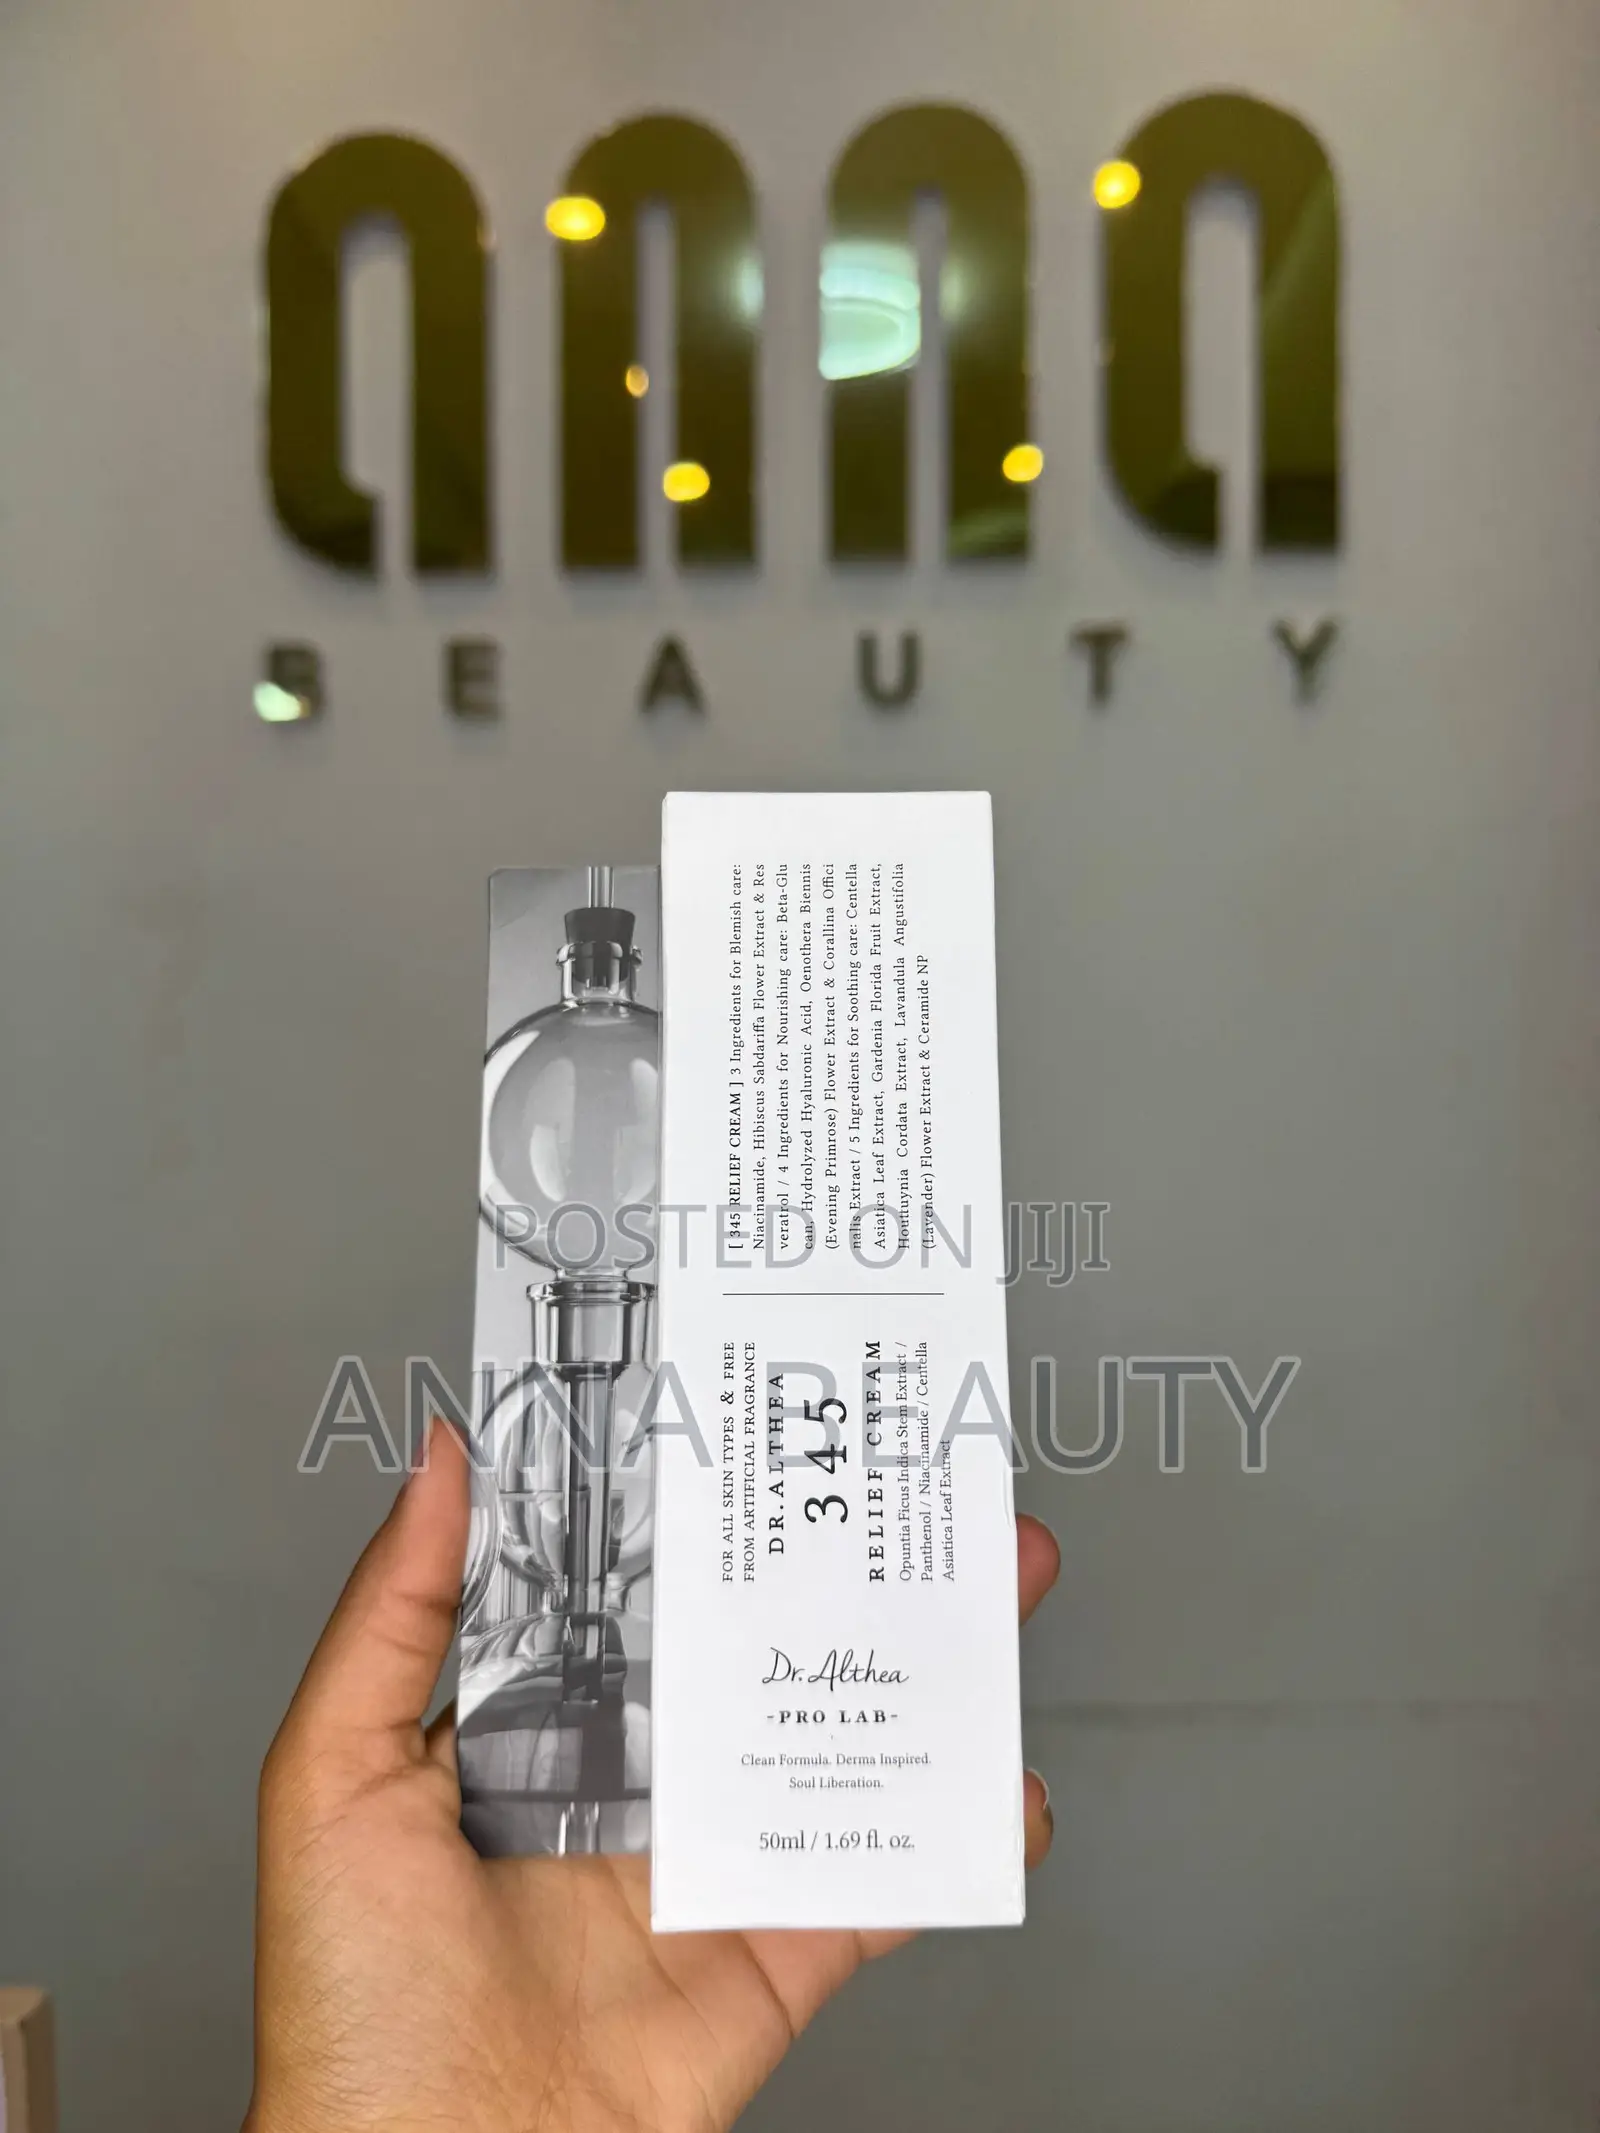 anna
BEAUTY
[ 345 RELIEF CREAM ] 3 Ingredients for Blemish care:
Niacinamide, Hibiscus Sabdariffa Flower Extract & Res
veratrol / 4 Ingredients for Nourishing care: Beta-Glu
can, Hydrolyzed Hyaluronic Acid, Oenothera Biennis
(Evening Primrose) Flower Extract & Corallina Offici
nalis Extract / 5 Ingredients for Soothing care: Centella
Asiatica Leaf Extract, Gardenia Florida Fruit Extract,
Houttuynia Cordata Extract, Lavandula Angustifolia
(Lavender) Flower Extract & Ceramide NP
FOR ALL SKIN TYPES & FREE
FROM ARTIFICIAL FRAGRANCE
DR.ALTHEA
345
RELIEF CREAM
Opuntia Ficus Indica Stem Extract /
Panthenol / Niacinamide / Centella
Asiatica Leaf Extract
Dr.Althea
-PRO LAB-
Clean Formula. Derma Inspired.
Soul Liberation.
50ml / 1.69 fl. oz.
POSTED ON JIJI
ANNA BEAUTY